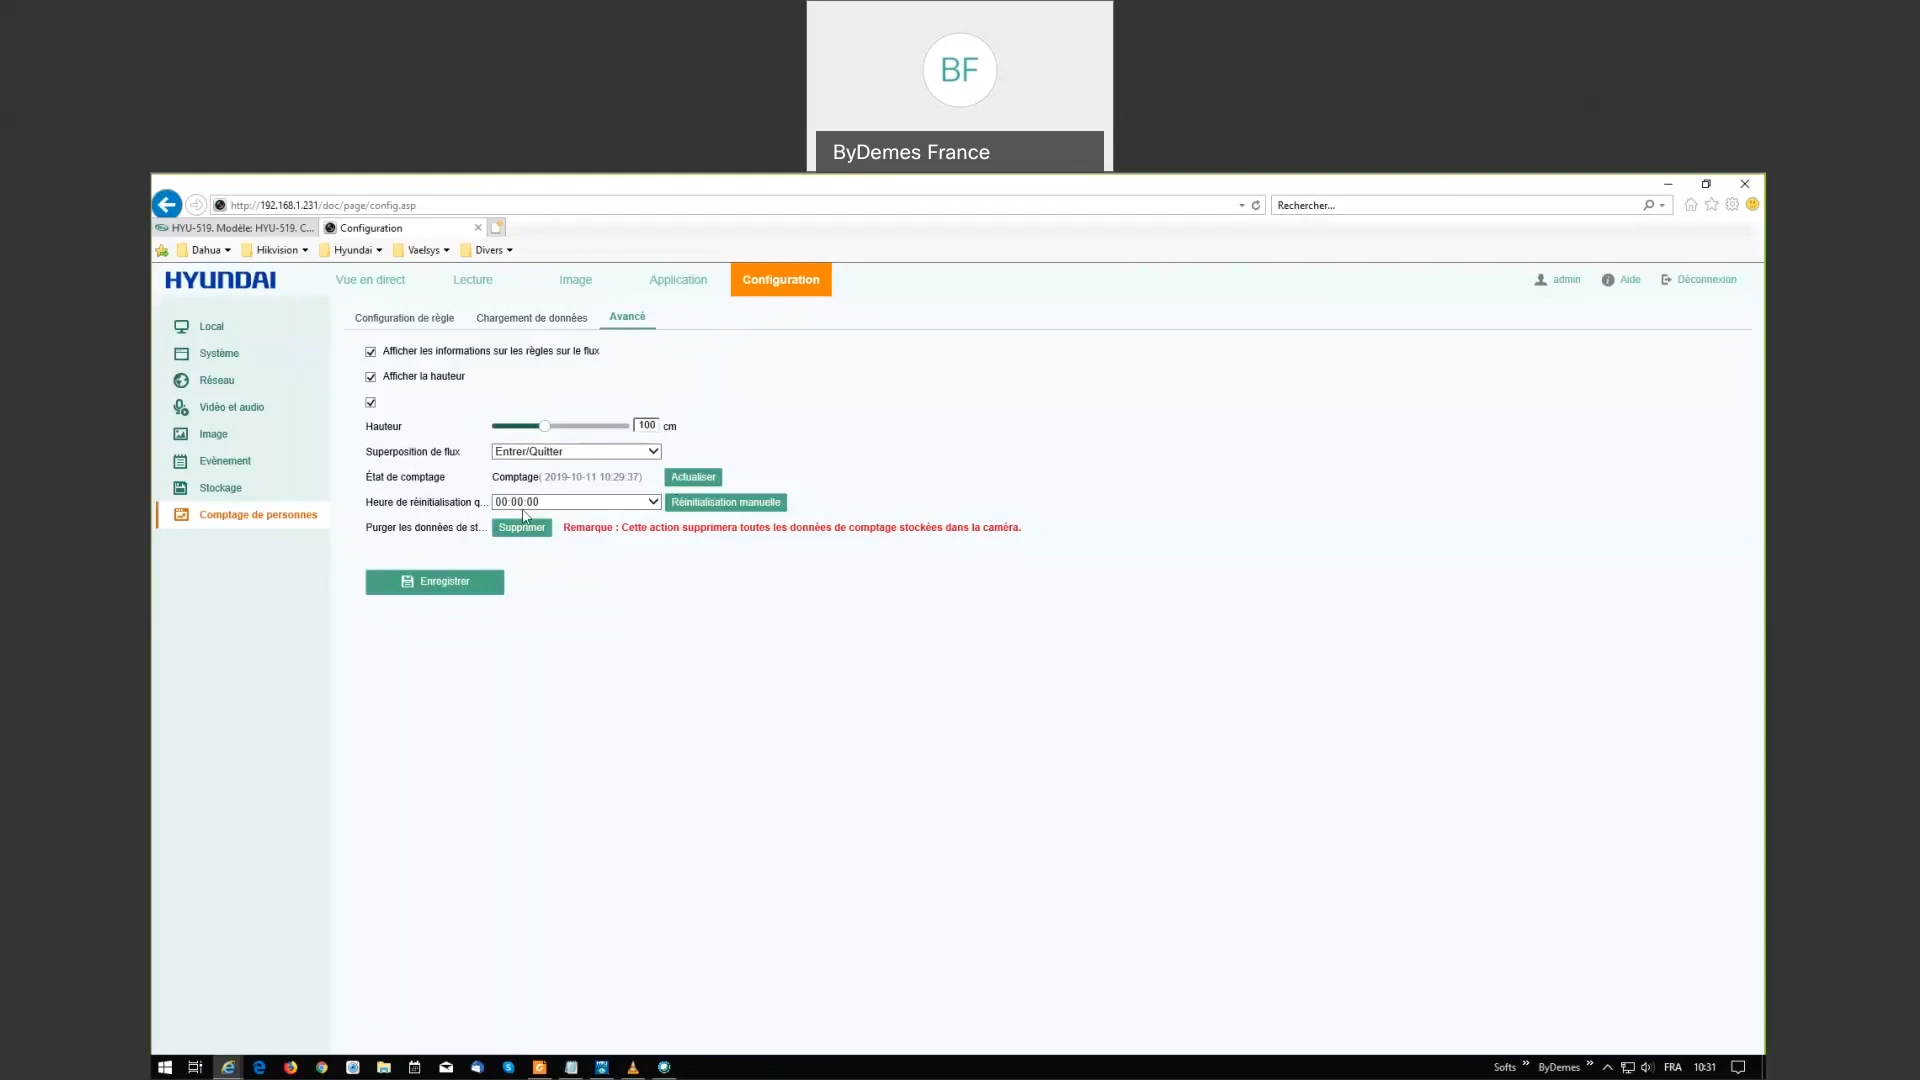 BF
ByDemes France
http://192.168.1.231/doc/page/config.asp
Rechercher...
HYU-519. Modèle: HYU-519. C...
Configuration
Dahua
Hikvision
Hyundai
Vaelsys
Divers
HYUNDAI
Vue en direct
Lecture
Image
Application
Configuration
admin
Aide
Déconnexion
Local
Système
Réseau
Vidéo et audio
Image
Evènement
Stockage
Comptage de personnes
Configuration de règle
Chargement de données
Avancé
Afficher les informations sur les règles sur le flux
Afficher la hauteur
Hauteur 100 cm
Superposition de flux Entrer/Quitter
État de comptage Comptage( 2019-10-11 10:29:37) Actualiser
Heure de réinitialisation q... 00:00:00 Réinitialisation manuelle
Purger les données de st... Supprimer Remarque : Cette action supprimera toutes les données de comptage stockées dans la caméra.
Enregistrer
Softs » ByDemes » FRA 10:31